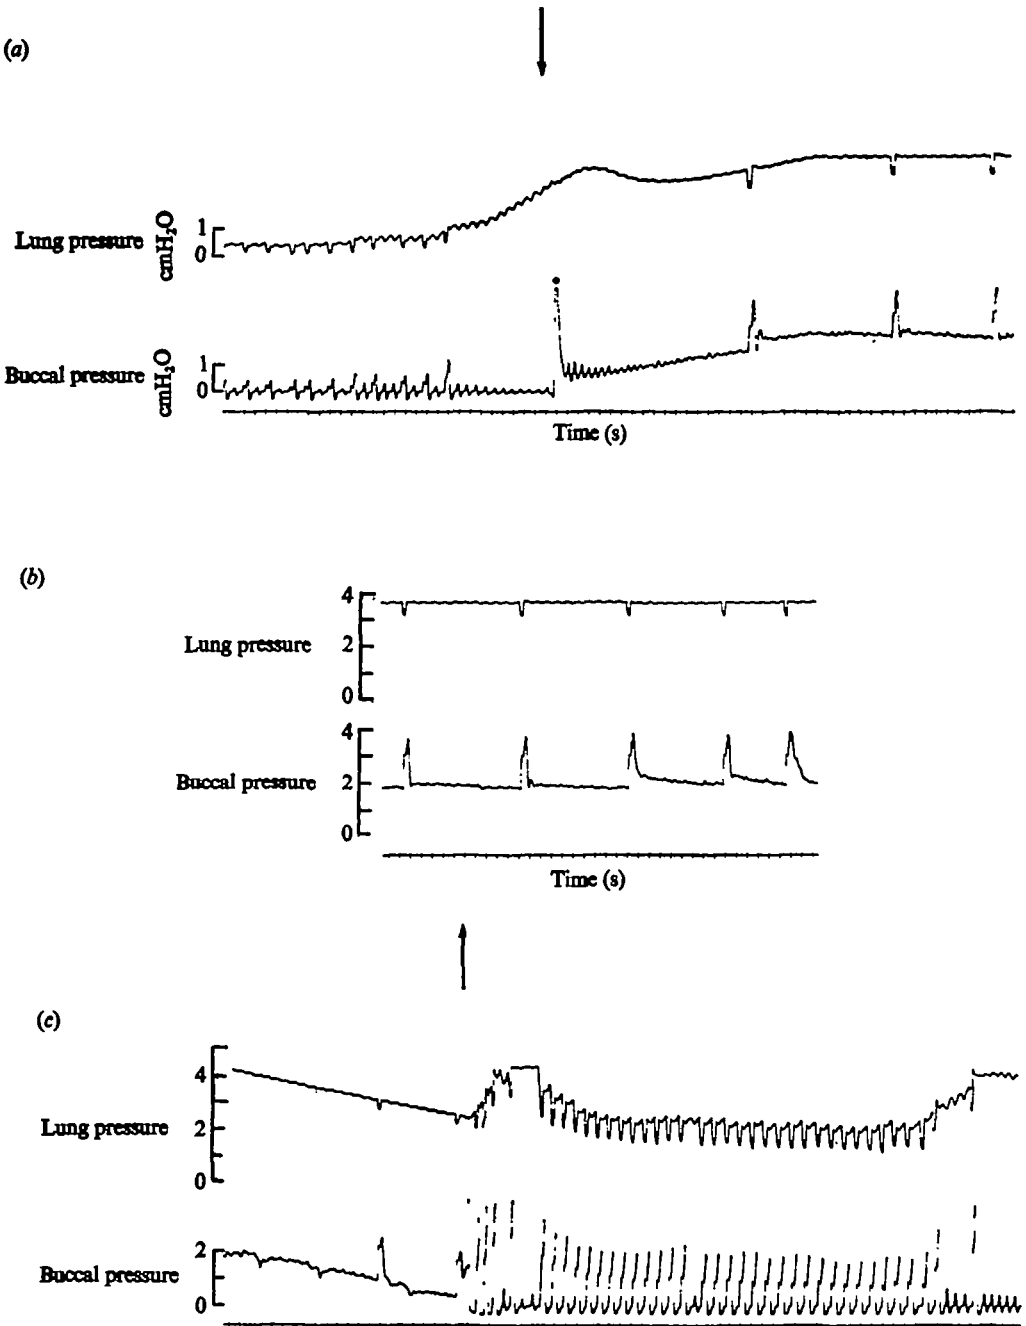 (a)
Lung pressure
cmH₂O
1
0
Buccal pressure
cmH₂O
1
0
Time (s)
(b)
4
Lung pressure
2
0
4
Buccal pressure
2
0
Time (s)
(c)
4
Lung pressure
2
0
2
Buccal pressure
0